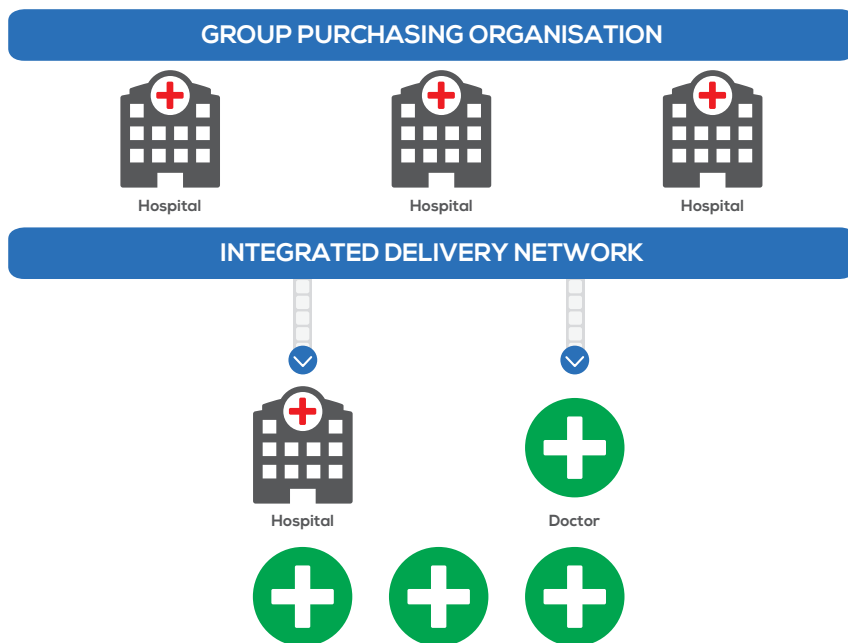 GROUP PURCHASING ORGANISATION
Hospital
Hospital
Hospital
INTEGRATED DELIVERY NETWORK
Hospital
Doctor